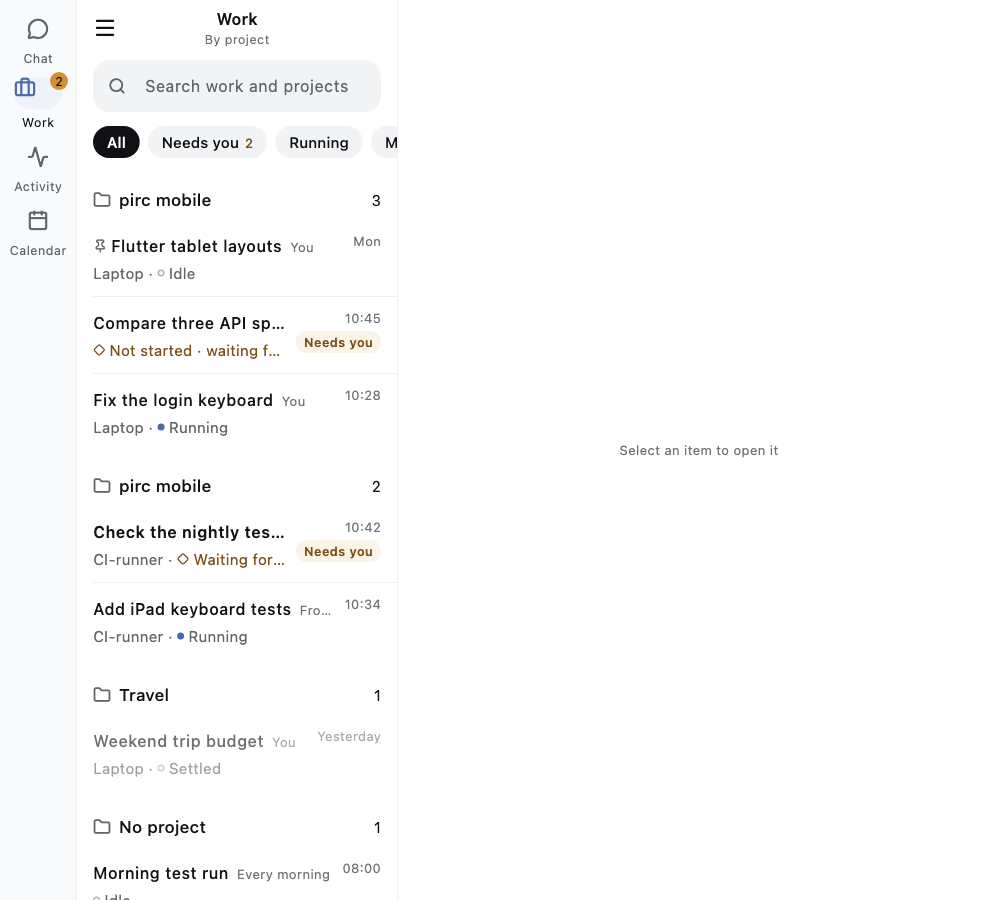 Chat
2
Work
Activity
Calendar
Work
By project
Search work and projects
All
Needs you 2
Running
M
pirc mobile 3
Flutter tablet layouts You Mon
Laptop · Idle
Compare three API sp... 10:45
Not started · waiting f... Needs you
Fix the login keyboard You 10:28
Laptop · Running
pirc mobile 2
Check the nightly tes... 10:42
CI-runner · Waiting for... Needs you
Add iPad keyboard tests Fro... 10:34
CI-runner · Running
Travel 1
Weekend trip budget You Yesterday
Laptop · Settled
No project 1
Morning test run Every morning 08:00
Idle
Select an item to open it